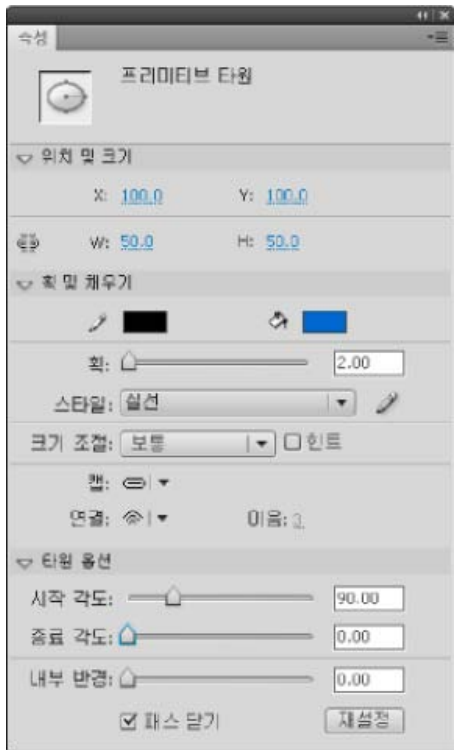 속성
프리미티브 타원
위치 및 크기
X: 100.0 Y: 100.0
W: 50.0 H: 50.0
획 및 채우기
획: 2.00
스타일: 실선
크기 조절: 보통 힌트
캡:
연결: 이음: 3
타원 옵션
시작 각도: 90.00
종료 각도: 0.00
내부 반경: 0.00
패스 닫기 재설정